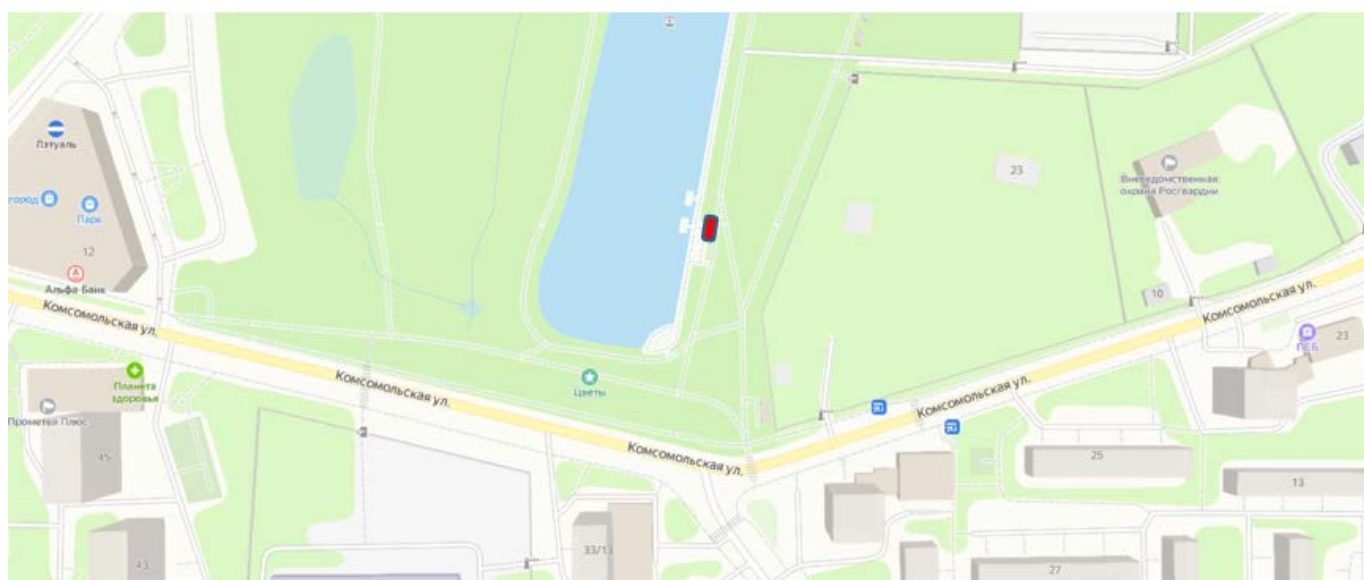 Лэтуаль
город
Парк
12
Альфа-Банк
23
Вневедомственная
охрана Росгвардии
10
Комсомольская ул.
Комсомольская ул.
Планета
здоровья
Прометей Плюс
45
Комсомольская ул.
Цветы
Комсомольская ул.
Комсомольская ул.
ПСБ
23
25
13
43
33/13
27